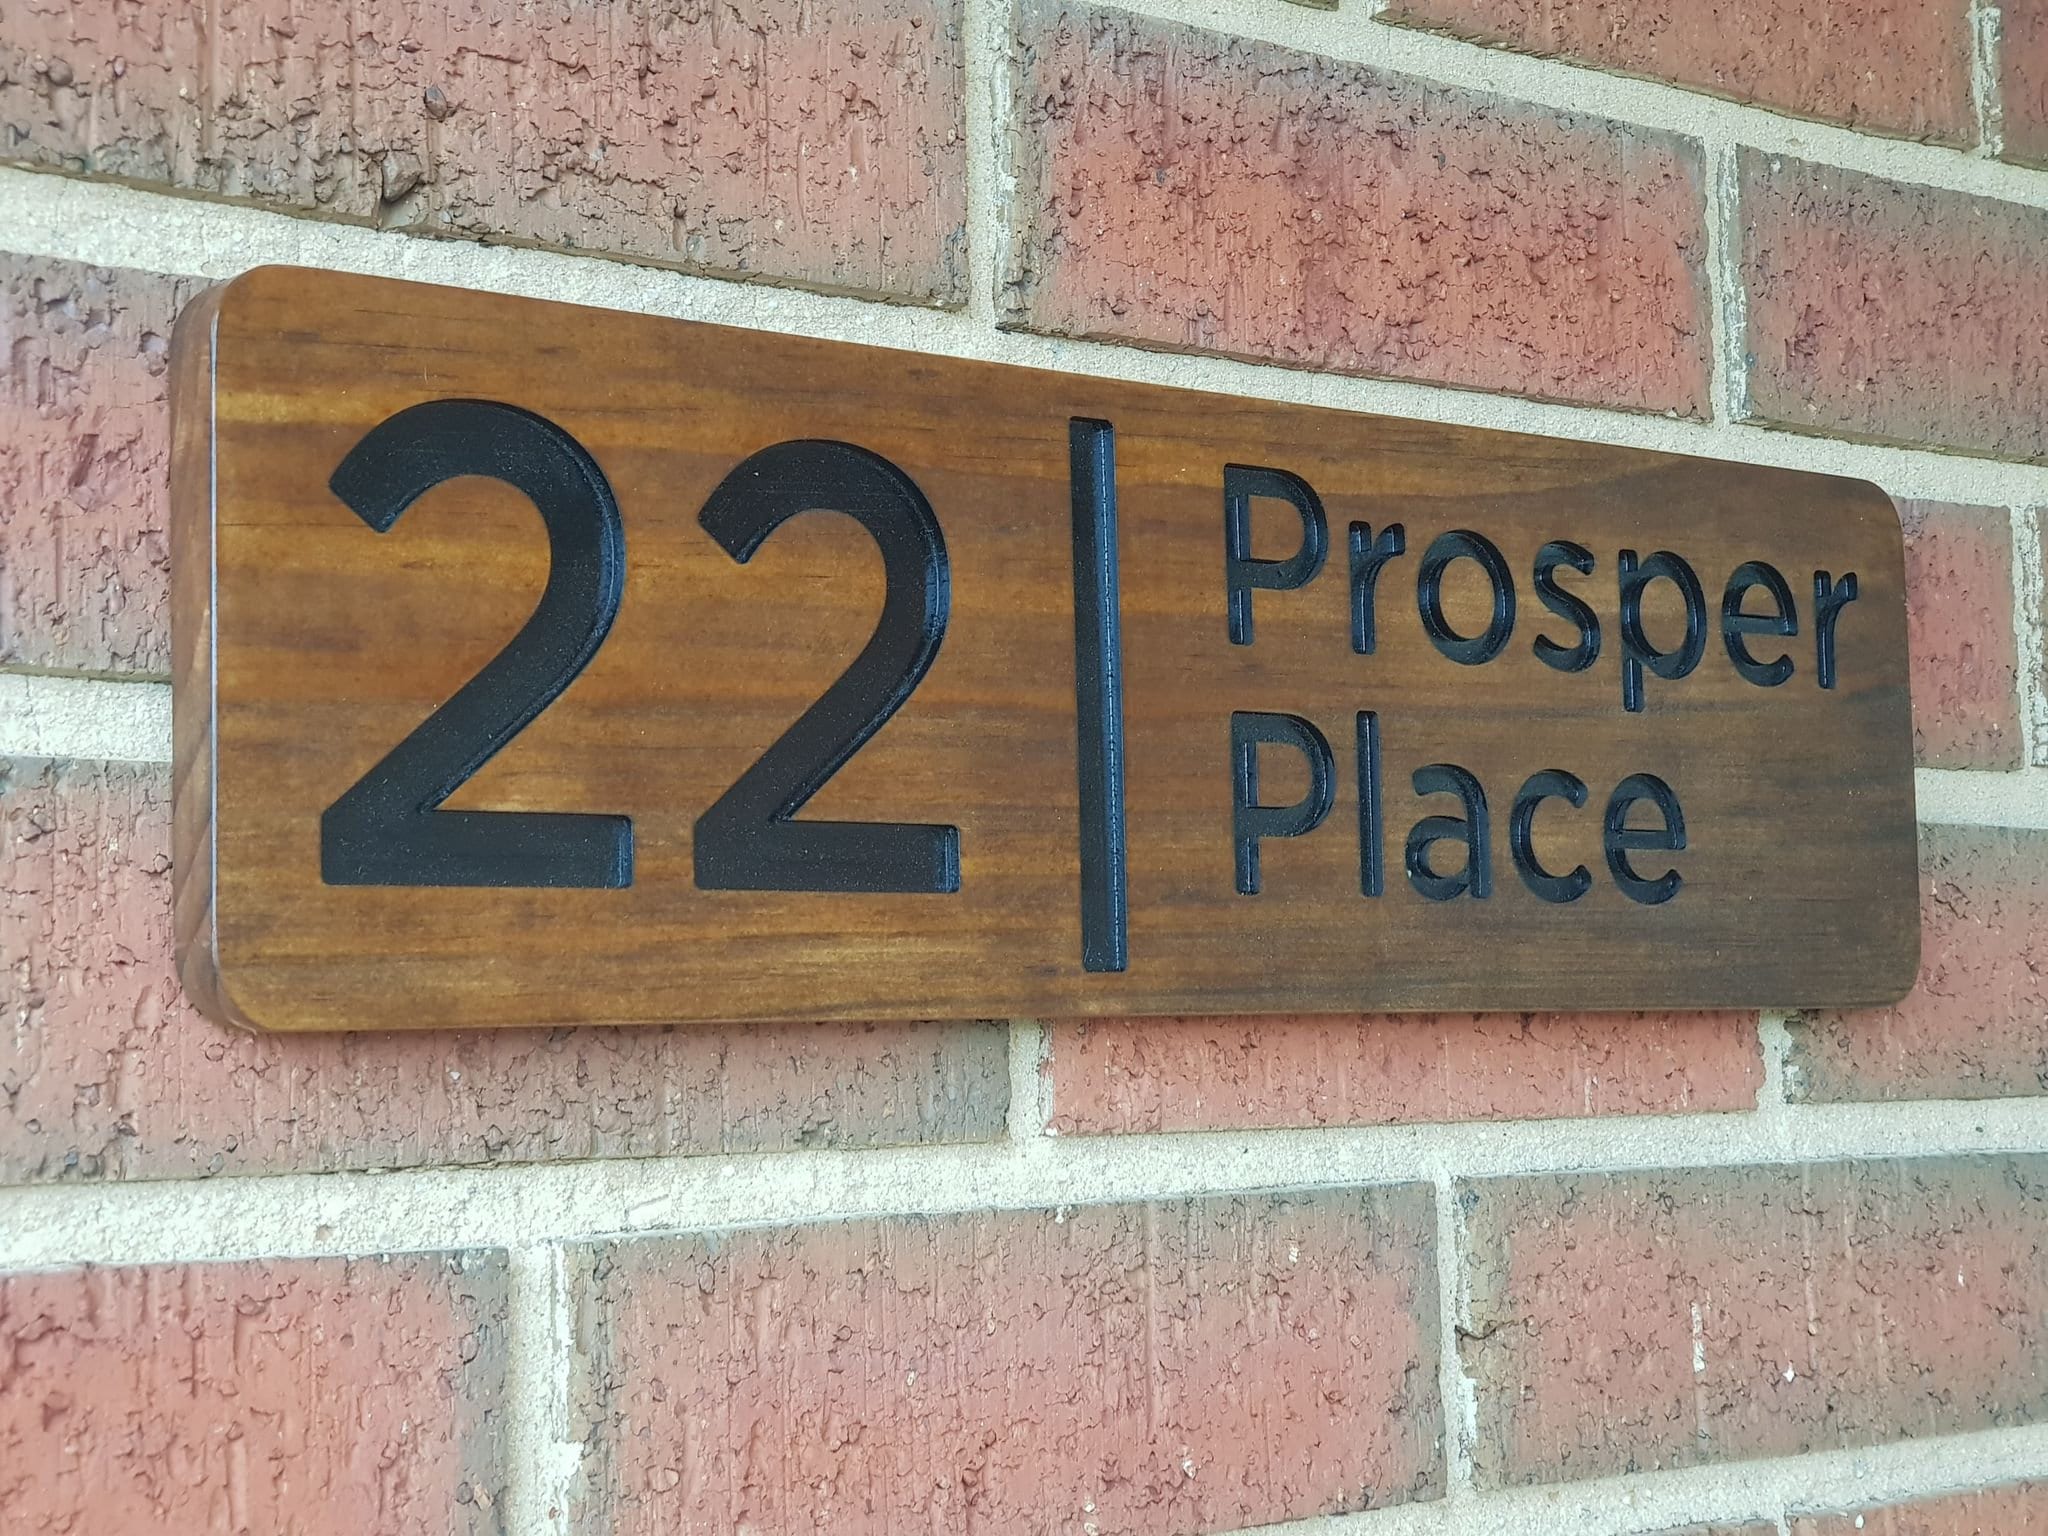 22 | Prosper
Place